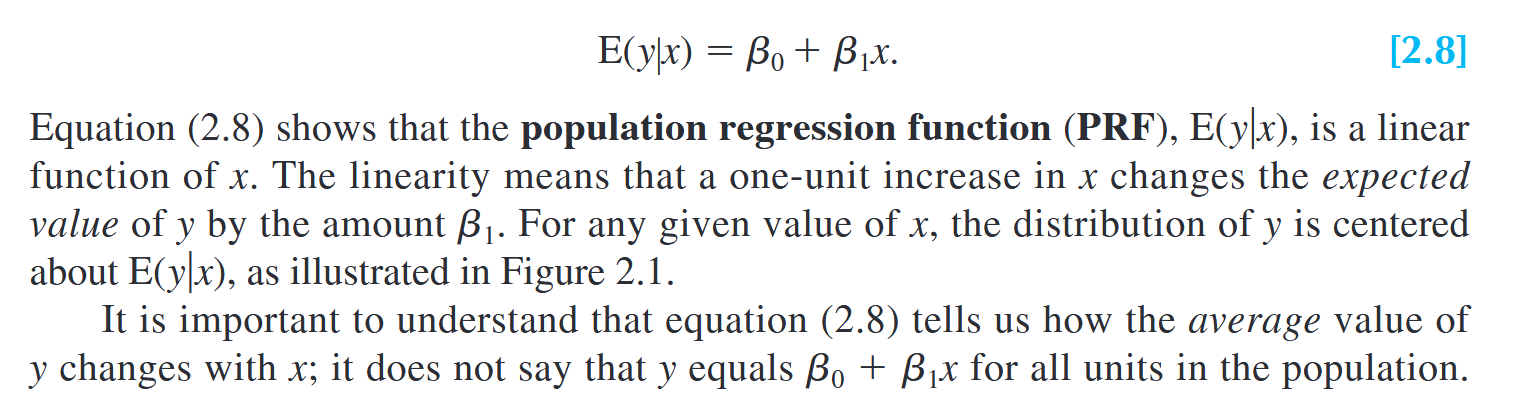 E(y|x) = β₀ + β₁x. [2.8]
Equation (2.8) shows that the population regression function (PRF), E(y|x), is a linear
function of x. The linearity means that a one-unit increase in x changes the expected
value of y by the amount β₁. For any given value of x, the distribution of y is centered
about E(y|x), as illustrated in Figure 2.1.
It is important to understand that equation (2.8) tells us how the average value of
y changes with x; it does not say that y equals β₀ + β₁x for all units in the population.